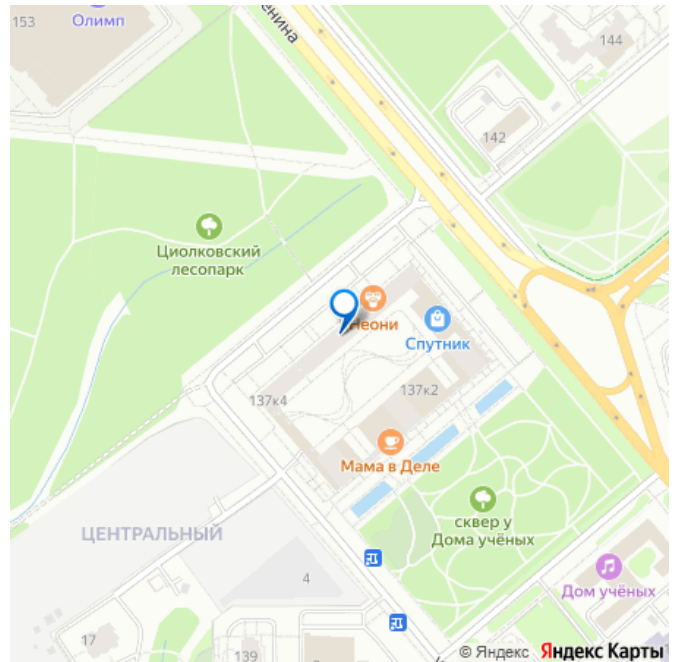 153
Олимп
енина
144
142
Циолковский
лесопарк
Неони
Спутник
137к4
137к2
Мама в Деле
сквер у
Дома учёных
ЦЕНТРАЛЬНЫЙ
4
Дом учёных
17
139
© Яндекс Яндекс Карты